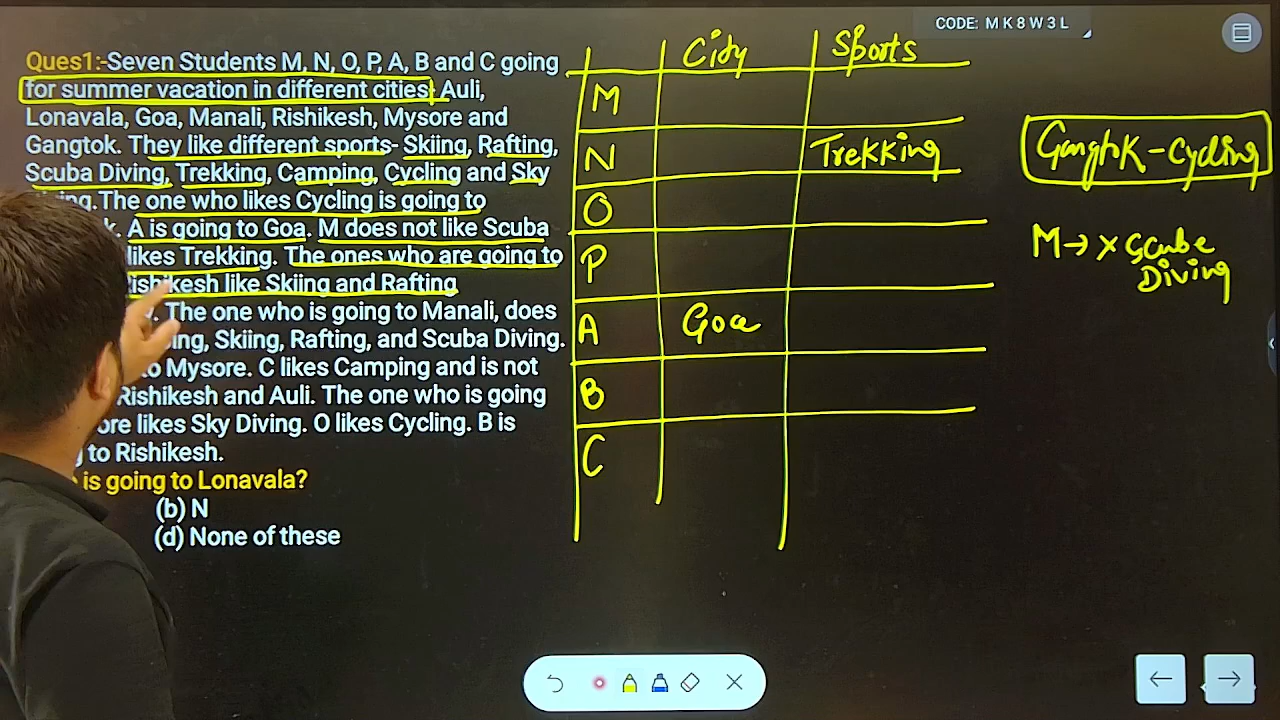 CODE: M K 8 W 3 L
Ques1:-Seven Students M, N, O, P, A, B and C going
for summer vacation in different cities Auli,
Lonavala, Goa, Manali, Rishikesh, Mysore and
Gangtok. They like different sports- Skiing, Rafting,
Scuba Diving, Trekking, Camping, Cycling and Sky
The one who likes Cycling is going to
A is going to Goa. M does not like Scuba
likes Trekking. The ones who are going to
like Skiing and Rafting
The one who is going to Manali, does
Skiing, Rafting, and Scuba Diving.
Mysore. C likes Camping and is not
Rishikesh and Auli. The one who is going
likes Sky Diving. O likes Cycling. B is
to Rishikesh.
is going to Lonavala?
(b) N
(d) None of these
City Sports
M
N Trekking
O
P
A Goa
B
C
Gangtok - Cycling
M → × Scube
Diving